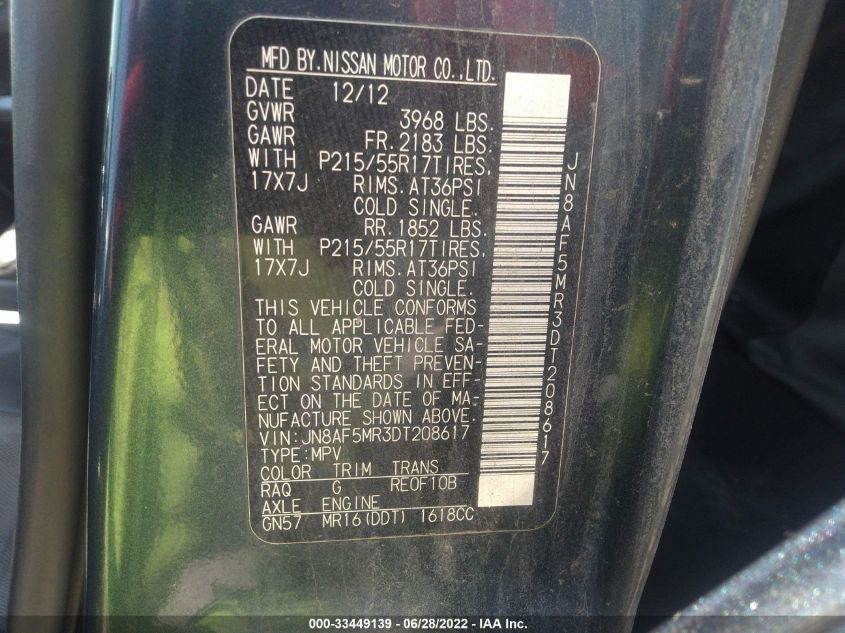 MFD BY.NISSAN MOTOR CO.,LTD.
DATE 12/12
GVWR 3968 LBS.
GAWR FR.2183 LBS.
WITH P215/55R17TIRES,
17X7J RIMS.AT36PSI
COLD SINGLE.
GAWR RR.1852 LBS.
WITH P215/55R17TIRES,
17X7J RIMS.AT36PSI
COLD SINGLE.
THIS VEHICLE CONFORMS
TO ALL APPLICABLE FED-
ERAL MOTOR VEHICLE SA-
FETY AND THEFT PREVEN-
TION STANDARDS IN EFF-
ECT ON THE DATE OF MA-
NUFACTURE SHOWN ABOVE.
VIN:JN8AF5MR3DT208617
TYPE:MPV
COLOR TRIM TRANS
RAQ G RE0F10B
AXLE ENGINE
GN57 MR16(DDT) 1618CC
JN8AF5MR3DT208617
000-33449139 - 06/28/2022 - IAA Inc.